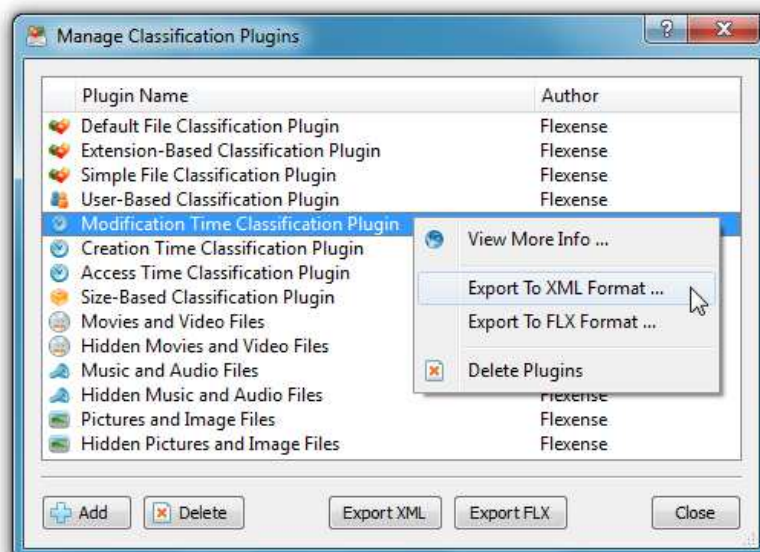 Manage Classification Plugins
?
Plugin Name Author
Default File Classification Plugin Flexense
Extension-Based Classification Plugin Flexense
Simple File Classification Plugin Flexense
User-Based Classification Plugin Flexense
Modification Time Classification Plugin
View More Info ...
Creation Time Classification Plugin
Access Time Classification Plugin
Export To XML Format ...
Size-Based Classification Plugin
Movies and Video Files
Export To FLX Format ...
Hidden Movies and Video Files
Music and Audio Files
Delete Plugins
Hidden Music and Audio Files Flexense
Pictures and Image Files Flexense
Hidden Pictures and Image Files Flexense
Add Delete Export XML Export FLX Close